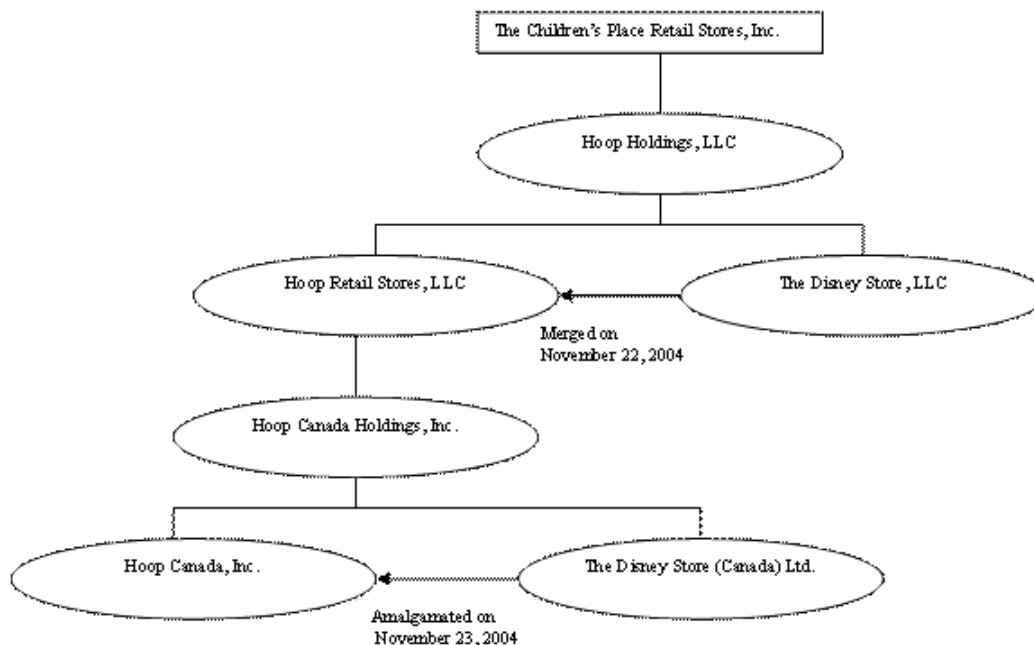 The Children's Place Retail Stores, Inc.
Hoop Holdings, LLC
Hoop Retail Stores, LLC
The Disney Store, LLC
Merged on
November 22, 2004
Hoop Canada Holdings, Inc.
Hoop Canada, Inc.
The Disney Store (Canada) Ltd.
Amalgamated on
November 23, 2004